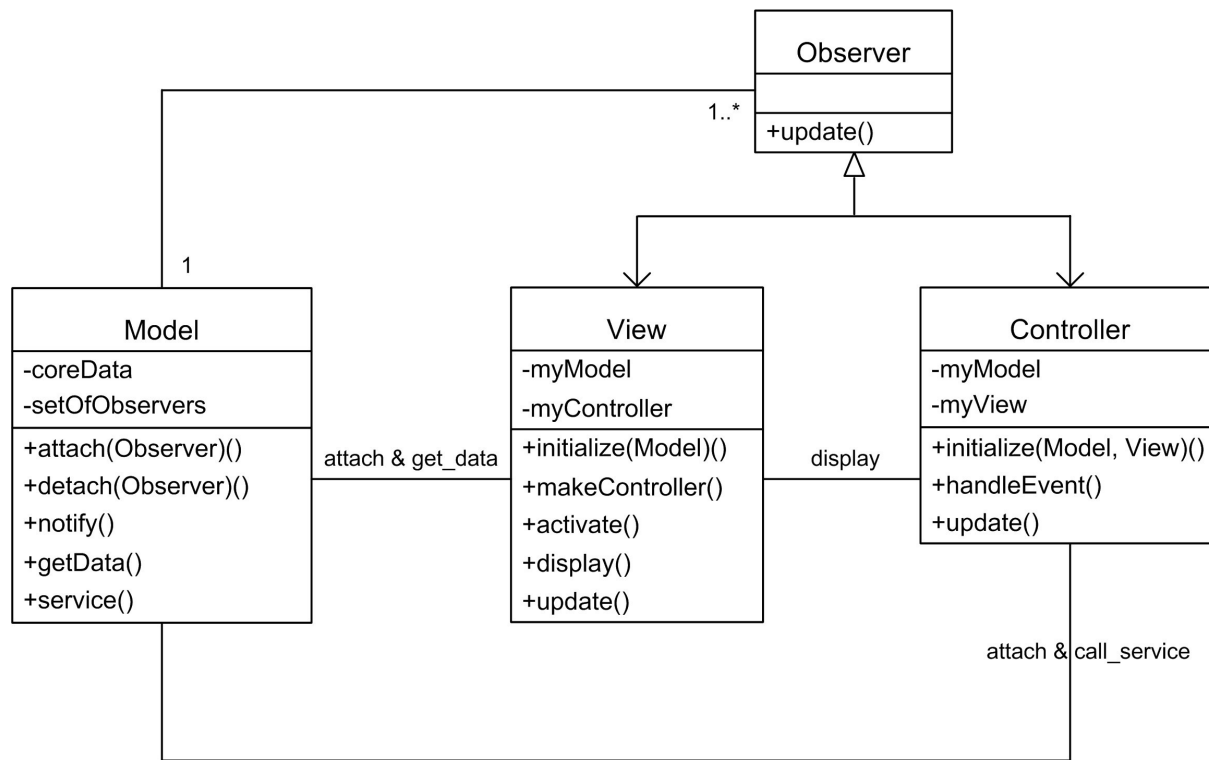 Observer
+update()
1..*
1
Model
-coreData
-setOfObservers
+attach(Observer)()
+detach(Observer)()
+notify()
+getData()
+service()
attach & get_data
View
-myModel
-myController
+initialize(Model)()
+makeController()
+activate()
+display()
+update()
display
Controller
-myModel
-myView
+initialize(Model, View)()
+handleEvent()
+update()
attach & call_service